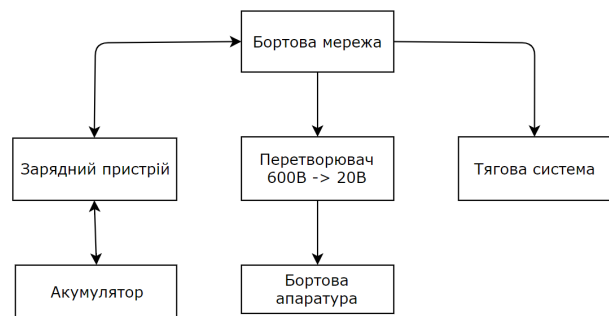 Бортова мережа
Зарядний пристрій
Перетворювач
600В -> 20В
Тягова система
Акумулятор
Бортова
апаратура